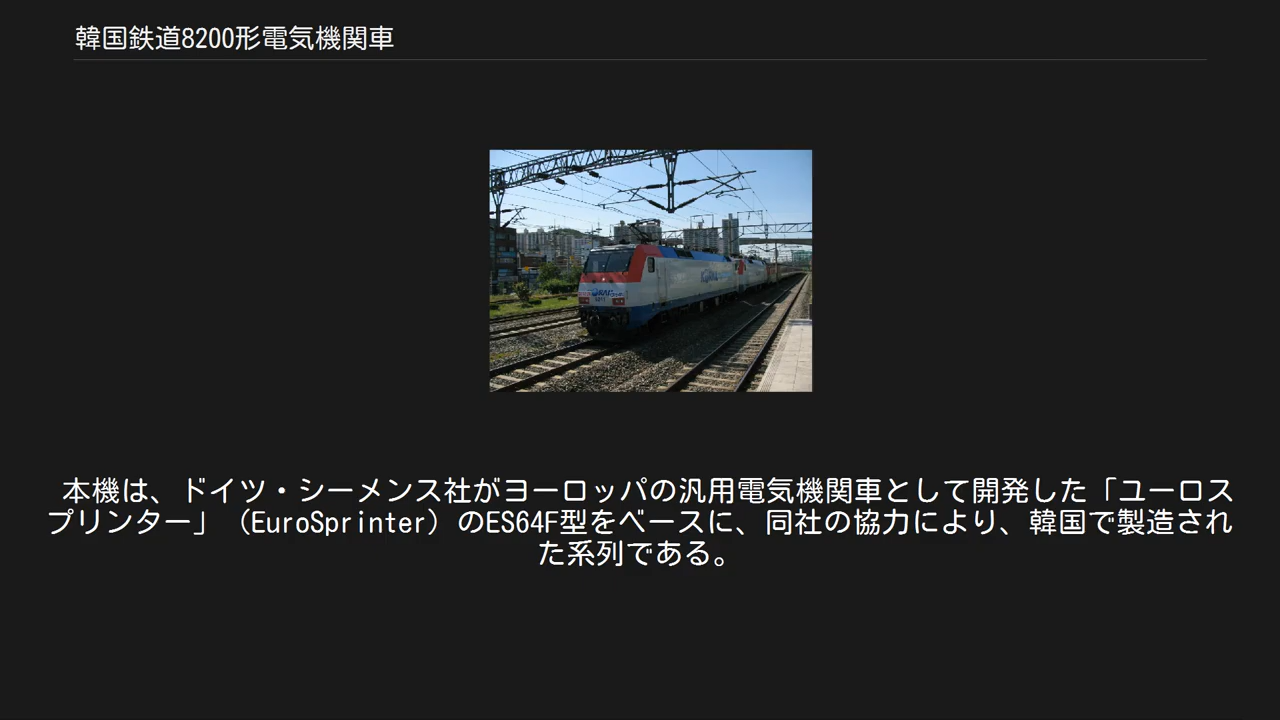 韓国鉄道8200形電気機関車
本機は、ドイツ・シーメンス社がヨーロッパの汎用電気機関車として開発した「ユーロス
プリンター」（EuroSprinter）のES64F型をベースに、同社の協力により、韓国で製造され
た系列である。